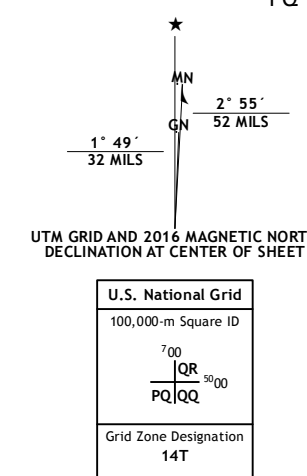 ★
MN
GN
2° 55´
52 MILS
1° 49´
32 MILS
UTM GRID AND 2016 MAGNETIC NORT
DECLINATION AT CENTER OF SHEET
U.S. National Grid
100,000-m Square ID
⁷00
QR
⁵⁰00
PQ QQ
Grid Zone Designation
14T